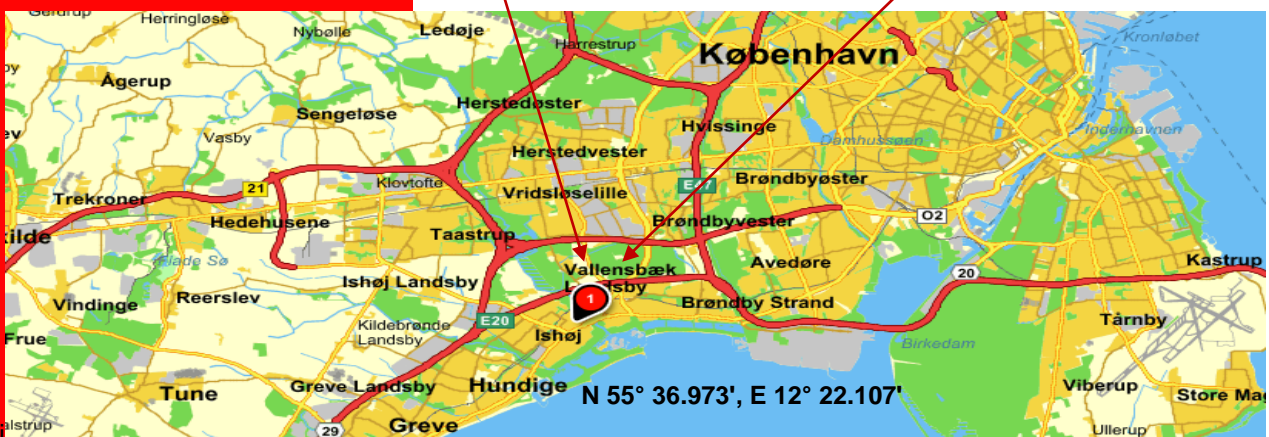 Herringløse
Nybølle
Ledøje
Harrestrup
København
Kronløbet
Ågerup
Sengeløse
Herstedøster
Hvissinge
Inderhavnen
Vasby
Herstedvester
Damhussøen
Trekroner
21
Klovtofte
Vridsløselille
E47
Brøndbyøster
Hedehusene
Taastrup
Brøndbyvester
O2
Vallensbæk
Avedøre
20
Kastrup
Vindinge
Reerslev
Ishøj Landsby
1
Brøndby Strand
Kildebrønde
Landsby
E20
Ishøj
Tårnby
Birkedam
Frue
Tune
Greve Landsby
Hundige
N 55° 36.973', E 12° 22.107'
Viberup
Greve
29
Ullerup